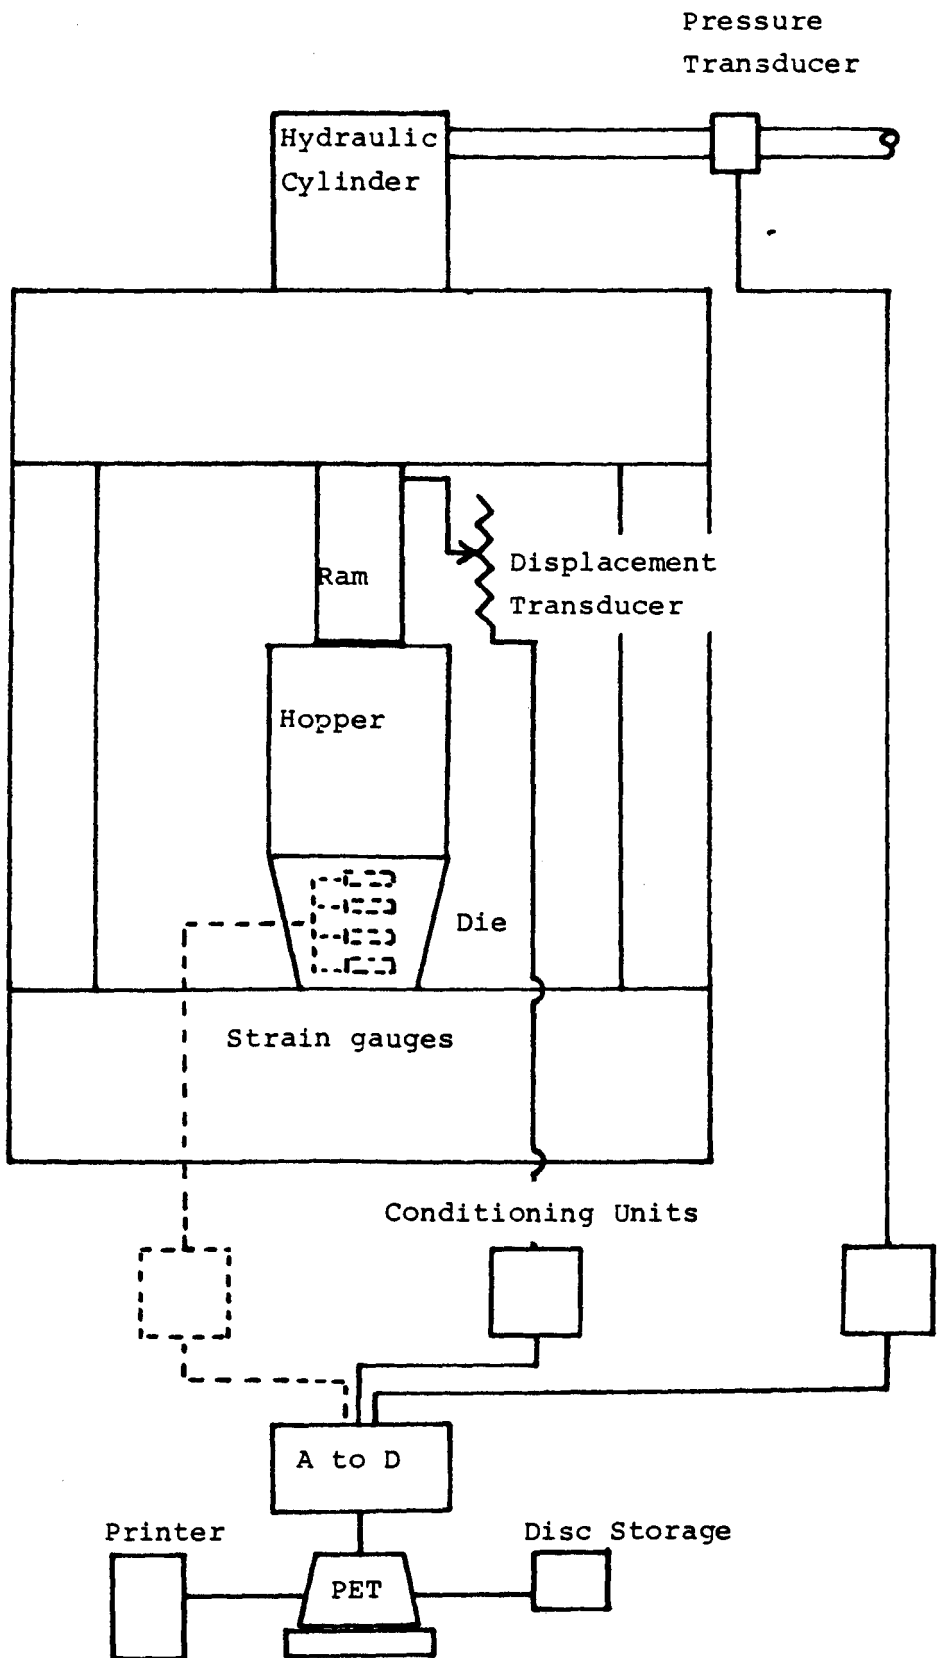 Pressure
Transducer
Hydraulic
Cylinder
Ram
Displacement
Transducer
Hopper
Die
Strain gauges
Conditioning Units
A to D
Printer
Disc Storage
PET